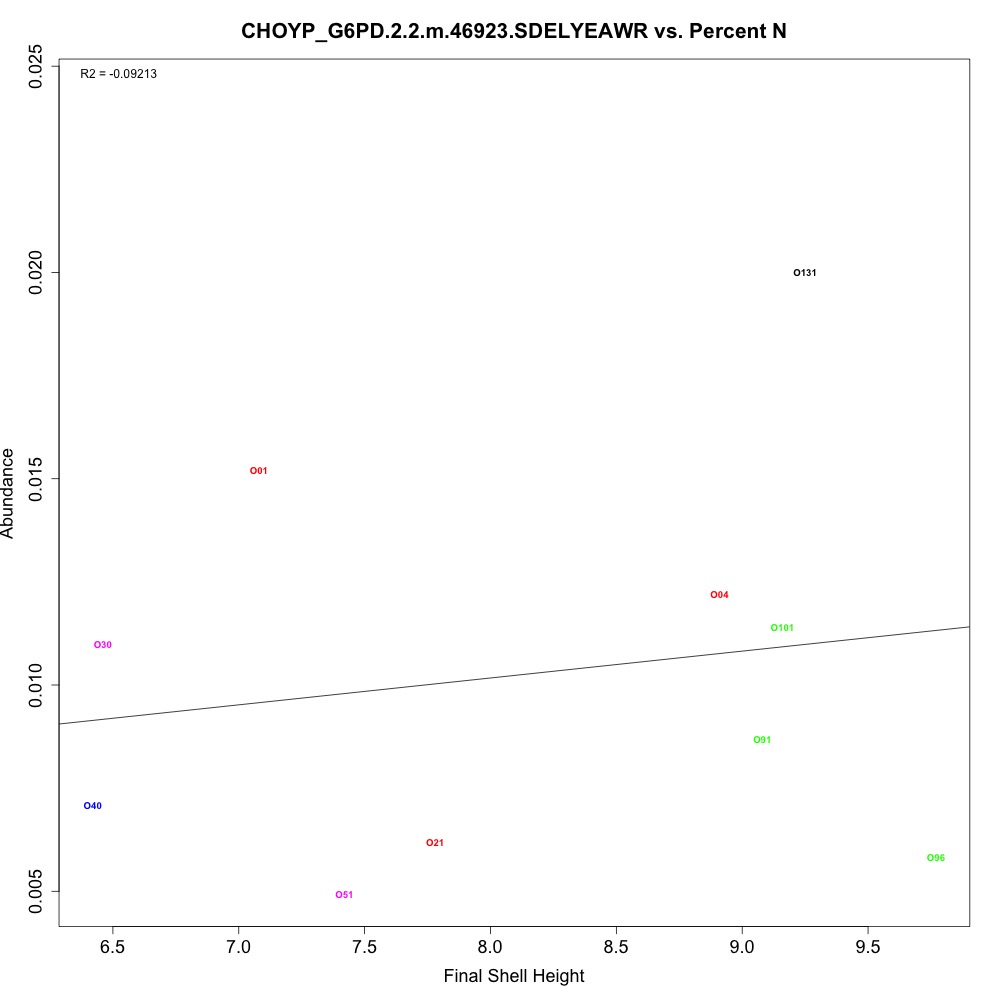 CHOYP_G6PD.2.2.m.46923.SDELYEAWR vs. Percent N
R2 = -0.09213
0.025
0.020
0.015
0.010
0.005
Abundance
O131
O01
O04
O101
O30
O91
O40
O21
O96
O51
6.5 7.0 7.5 8.0 8.5 9.0 9.5
Final Shell Height